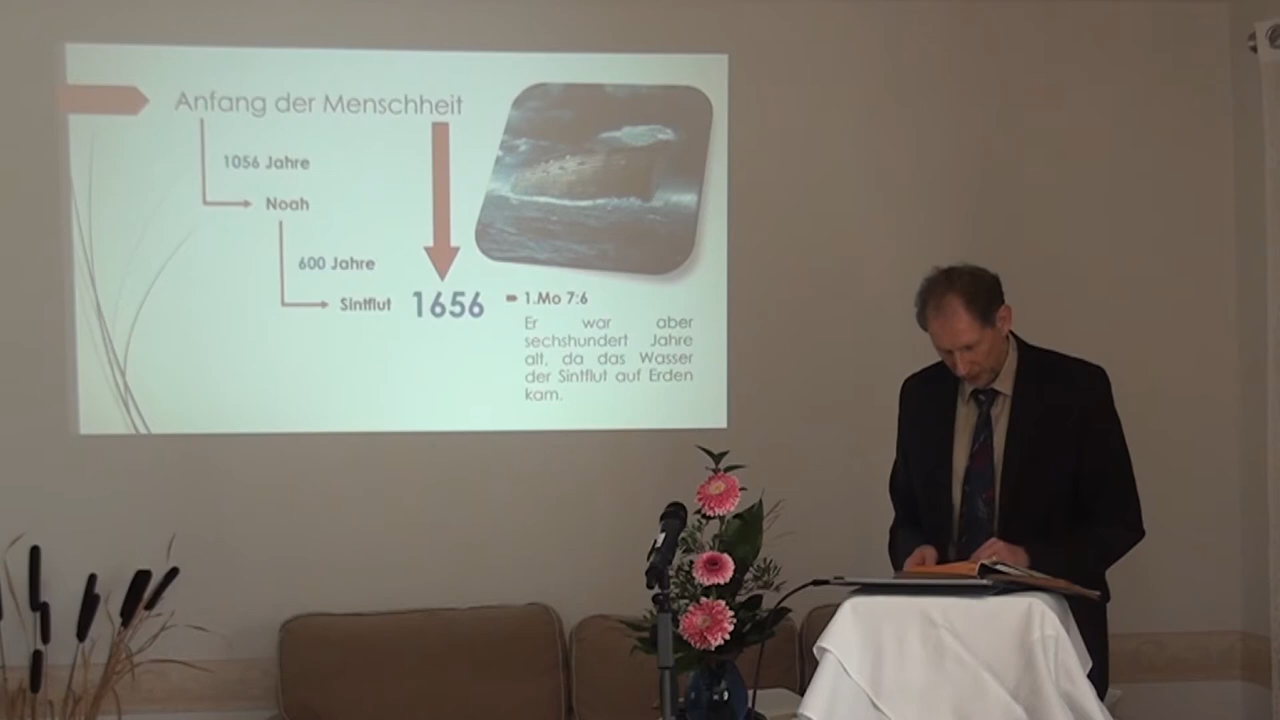 Anfang der Menschheit
1056 Jahre
Noah
600 Jahre
Sintflut
1656
1.Mo 7:6
Er war aber
sechshundert Jahre
alt, da das Wasser
der Sintflut auf Erden
kam.